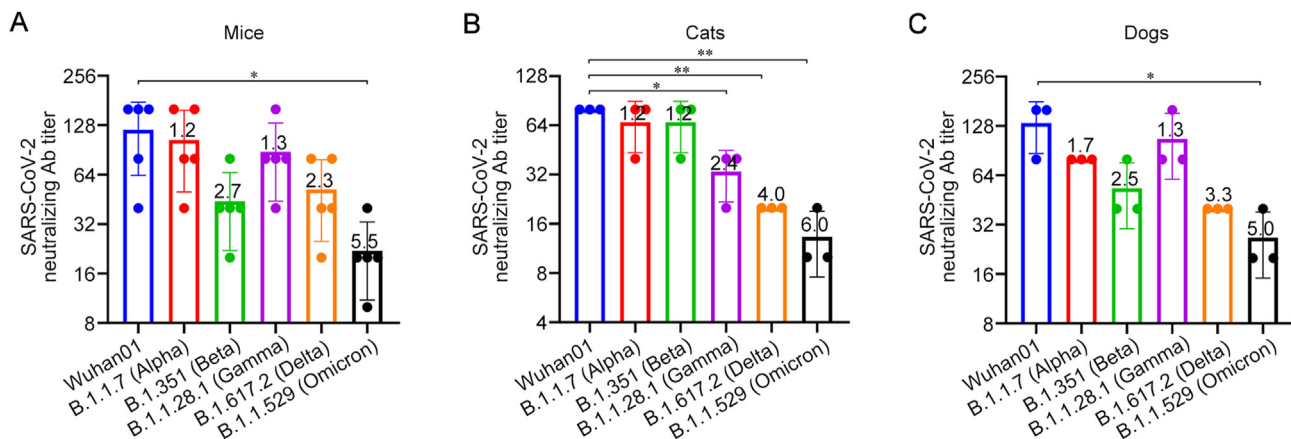 A
Mice
SARS-CoV-2
neutralizing Ab titer
256
128
64
32
16
8
*
1.2
2.7
1.3
2.3
5.5
Wuhan01
B.1.1.7 (Alpha)
B.1.351 (Beta)
B.1.1.28.1 (Gamma)
B.1.617.2 (Delta)
B.1.1.529 (Omicron)
B
Cats
SARS-CoV-2
neutralizing Ab titer
128
64
32
16
8
4
**
**
*
1.2
1.2
2.4
4.0
6.0
Wuhan01
B.1.1.7 (Alpha)
B.1.351 (Beta)
B.1.1.28.1 (Gamma)
B.1.617.2 (Delta)
B.1.1.529 (Omicron)
C
Dogs
SARS-CoV-2
neutralizing Ab titer
256
128
64
32
16
8
*
1.7
2.5
1.3
3.3
5.0
Wuhan01
B.1.1.7 (Alpha)
B.1.351 (Beta)
B.1.1.28.1 (Gamma)
B.1.617.2 (Delta)
B.1.1.529 (Omicron)